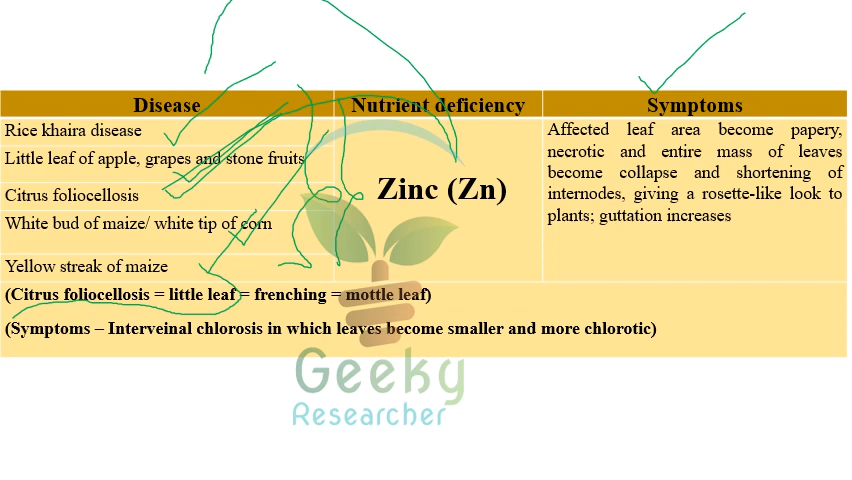 Disease Nutrient deficiency Symptoms
Rice khaira disease
Little leaf of apple, grapes and stone fruits
Citrus foliocellosis
White bud of maize/ white tip of corn
Yellow streak of maize
Zinc (Zn)
Affected leaf area become papery,
necrotic and entire mass of leaves
become collapse and shortening of
internodes, giving a rosette-like look to
plants; guttation increases
(Citrus foliocellosis = little leaf = frenching = mottle leaf)
(Symptoms – Interveinal chlorosis in which leaves become smaller and more chlorotic)
Geeky
Researcher